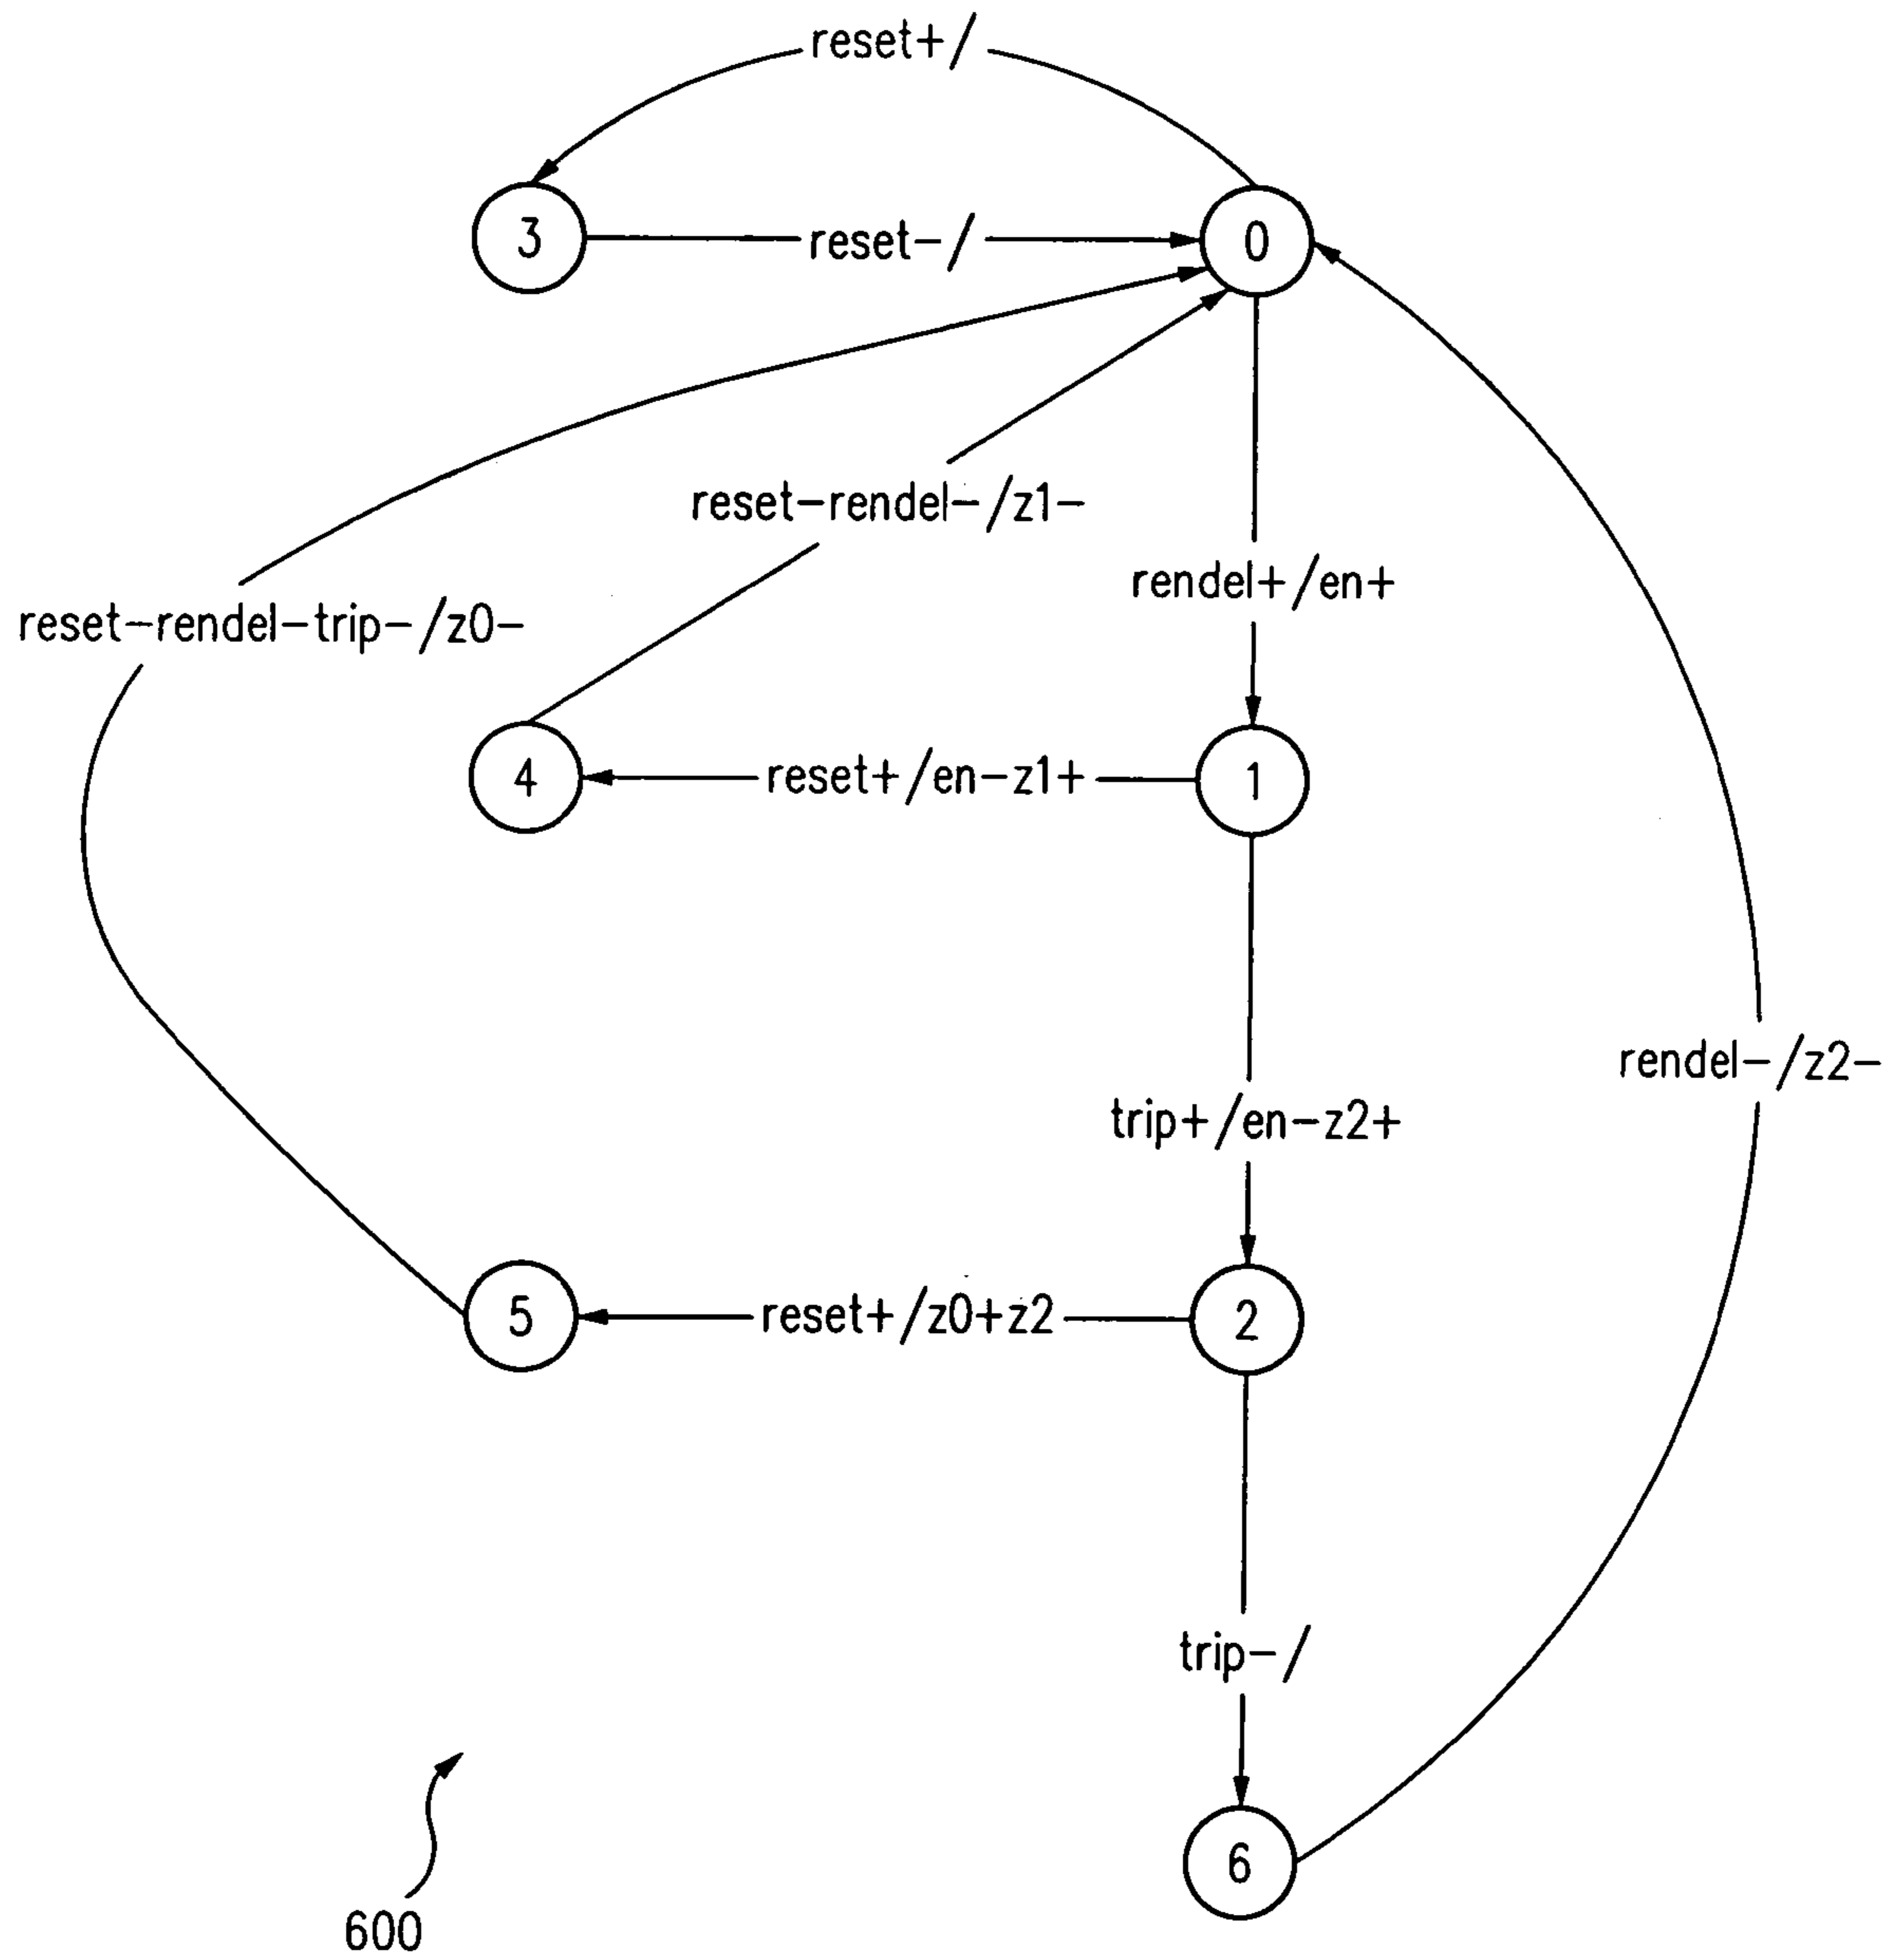 reset+/
3
reset-/
0
reset-rendel-/z1-
rendel+/en+
reset-rendel-trip-/z0-
4
reset+/en-z1+
1
rendel-/z2-
trip+/en-z2+
5
reset+/z0+z2
2
trip-/
6
600